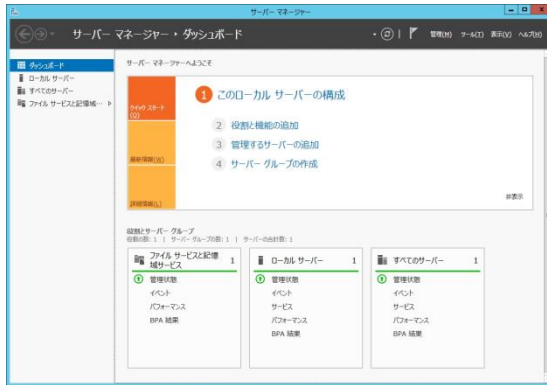 サーバー マネージャー
サーバー マネージャー・ダッシュボード
管理(M) ツール(T) 表示(V) ヘルプ(H)
ダッシュボード
ローカル サーバー
すべてのサーバー
ファイル サービスと記憶域…
サーバー マネージャーへようこそ
クイック スタート(Q)
最新情報(W)
詳細情報(L)
1 このローカル サーバーの構成
2 役割と機能の追加
3 管理するサーバーの追加
4 サーバー グループの作成
非表示
役割とサーバー グループ
役割の数: 1 | サーバー グループの数: 1 | サーバーの合計数: 1
ファイル サービスと記憶域サービス 1
管理状態
イベント
パフォーマンス
BPA 結果
ローカル サーバー 1
管理状態
イベント
サービス
パフォーマンス
BPA 結果
すべてのサーバー 1
管理状態
イベント
サービス
パフォーマンス
BPA 結果